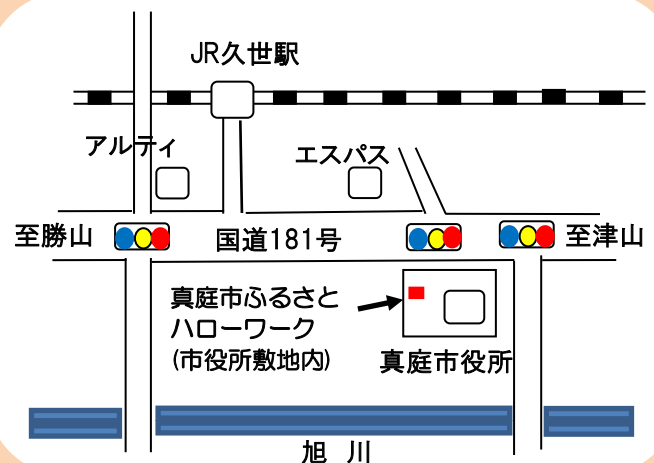 JR久世駅
アルティ
エスパス
至勝山
国道181号
至津山
真庭市ふるさと
ハローワーク
(市役所敷地内)
真庭市役所
旭 川